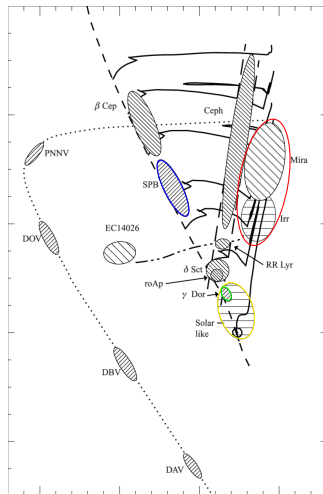 β Cep
Ceph
PNNV
Mira
SPB
Irr
EC14026
DOV
RR Lyr
δ Sct
roAp
γ Dor
Solar
like
DBV
DAV